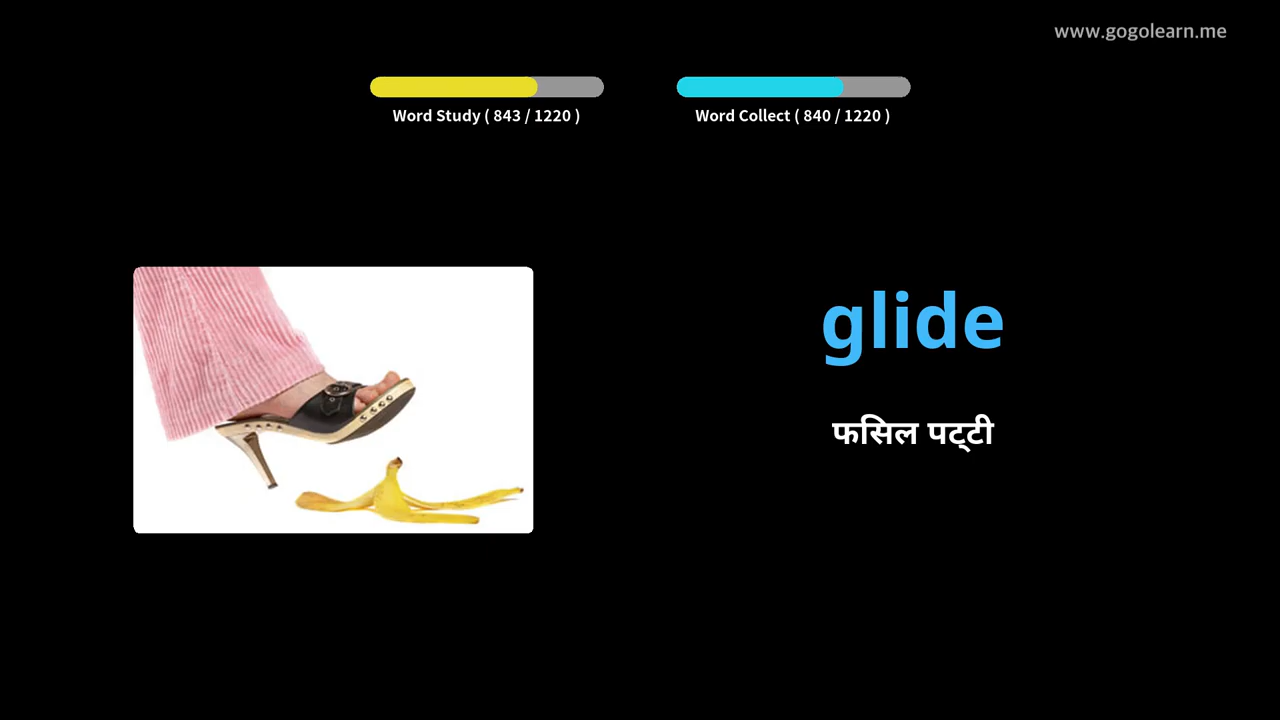 www.gogolearn.me
Word Study ( 843 / 1220 )
Word Collect ( 840 / 1220 )
glide
फसिल पट्टी